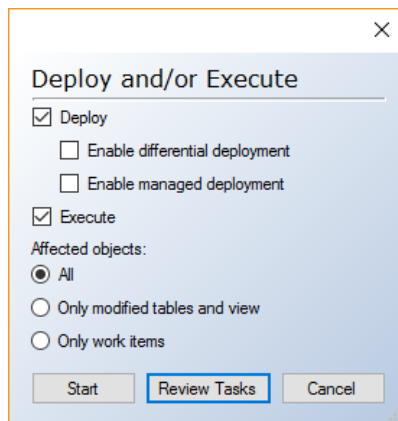 Deploy and/or Execute
Deploy
Enable differential deployment
Enable managed deployment
Execute
Affected objects:
All
Only modified tables and view
Only work items
Start Review Tasks Cancel